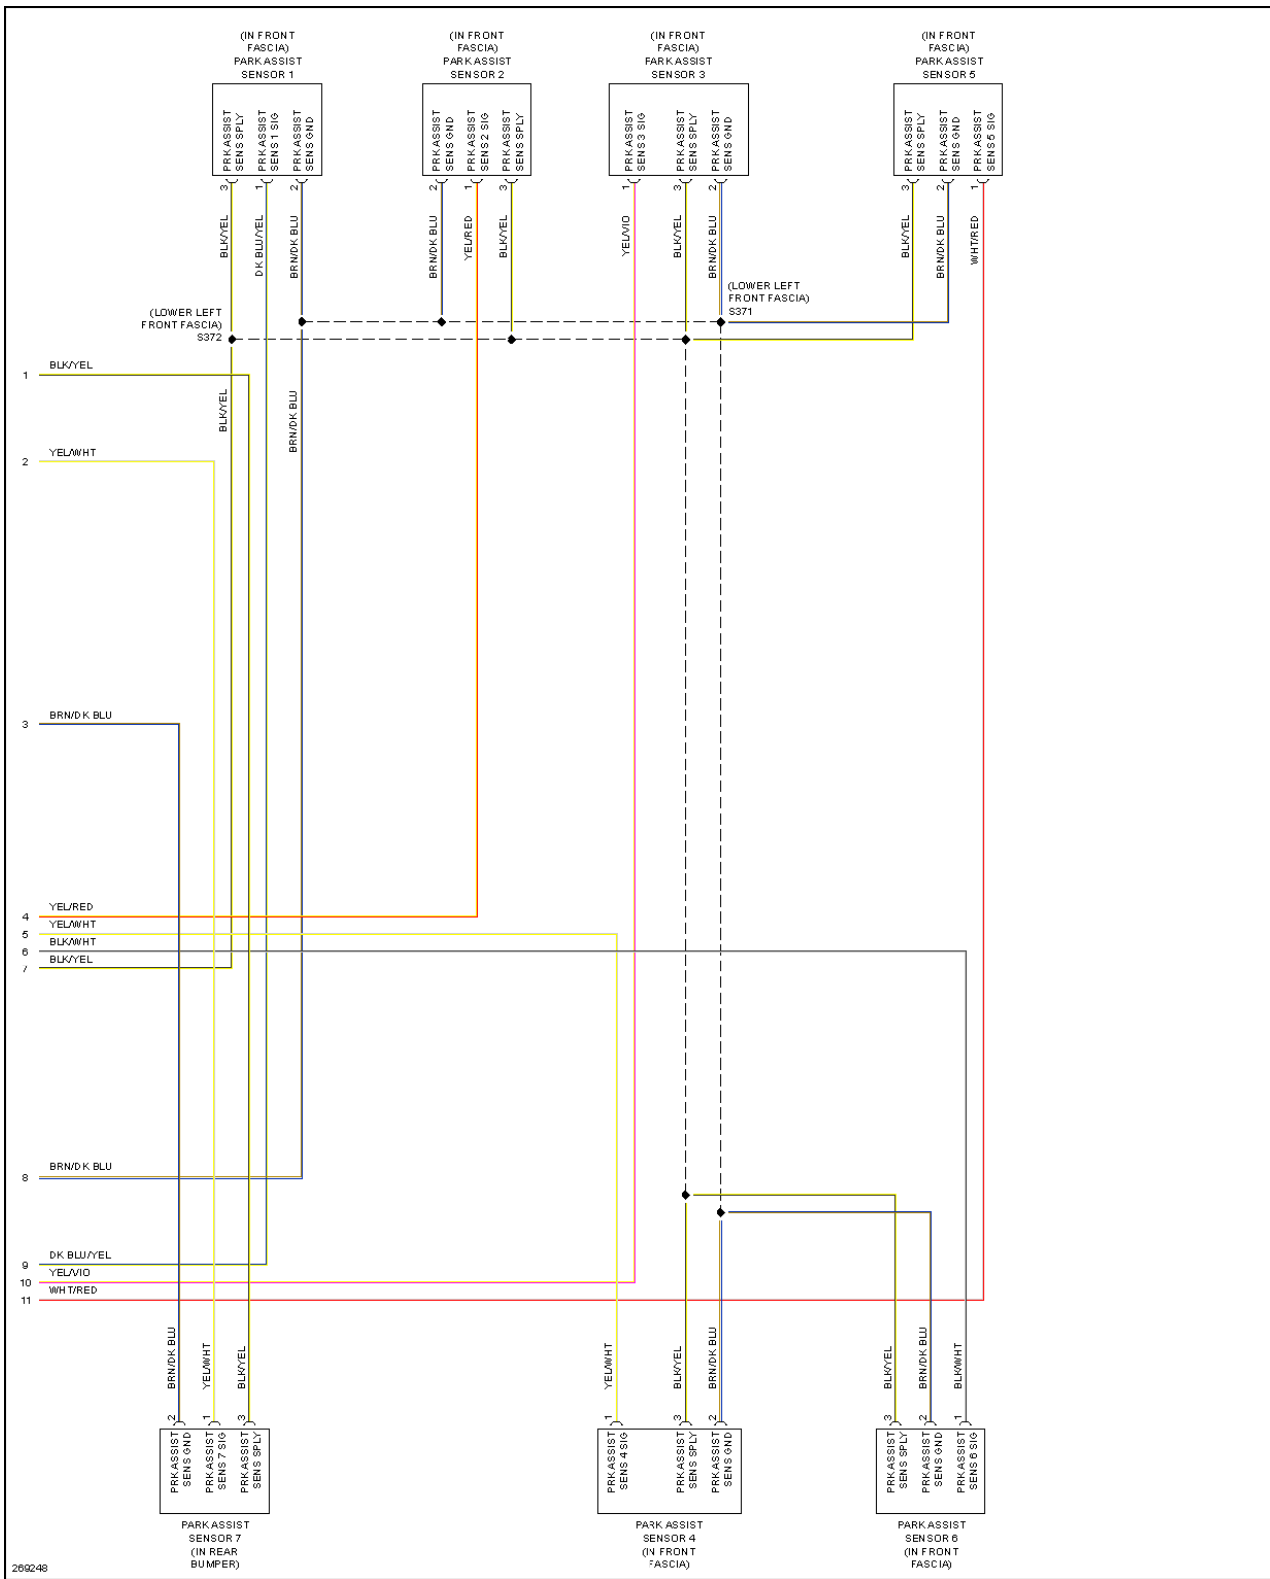 (IN FRONT
FASCIA)
PARK ASSIST
SENSOR 1
(IN FRONT
FASCIA)
PARK ASSIST
SENSOR 2
(IN FRONT
FASCIA)
PARK ASSIST
SENSOR 3
(IN FRONT
FASCIA)
PARK ASSIST
SENSOR 5
PRK ASSIST
SENS SPLY
PRK ASSIST
SENS 1 SIG
PRK ASSIST
SENS GND
PRK ASSIST
SENS GND
PRK ASSIST
SENS 2 SIG
PRK ASSIST
SENS SPLY
PRK ASSIST
SENS 3 SIG
PRK ASSIST
SENS SPLY
PRK ASSIST
SENS GND
PRK ASSIST
SENS SPLY
PRK ASSIST
SENS GND
PRK ASSIST
SENS 5 SIG
3
1
2
2
1
3
1
3
2
3
2
1
BLK/YEL
DK BLU/YEL
BRN/DK BLU
BRN/DK BLU
YEL/RED
BLK/YEL
YEL/VIO
BLK/YEL
BRN/DK BLU
BLK/YEL
BRN/DK BLU
WHT/RED
(LOWER LEFT
FRONT FASCIA)
S372
(LOWER LEFT
FRONT FASCIA)
S371
BLK/YEL
BRN/DK BLU
1 BLK/YEL
2 YEL/WHT
3 BRN/DK BLU
4 YEL/RED
5 YEL/WHT
6 BLK/WHT
7 BLK/YEL
8 BRN/DK BLU
9 DK BLU/YEL
10 YEL/VIO
11 WHT/RED
BRN/DK BLU
YEL/WHT
BLK/YEL
YEL/WHT
BLK/YEL
BRN/DK BLU
BLK/YEL
BRN/DK BLU
BLK/WHT
2
1
3
1
3
2
3
2
1
PRK ASSIST
SENS GND
PRK ASSIST
SENS 7 SIG
PRK ASSIST
SENS SPLY
PRK ASSIST
SENS 4 SIG
PRK ASSIST
SENS SPLY
PRK ASSIST
SENS GND
PRK ASSIST
SENS SPLY
PRK ASSIST
SENS GND
PRK ASSIST
SENS 6 SIG
PARK ASSIST
SENSOR 7
(IN REAR
BUMPER)
PARK ASSIST
SENSOR 4
(IN FRONT
FASCIA)
PARK ASSIST
SENSOR 6
(IN FRONT
FASCIA)
269248